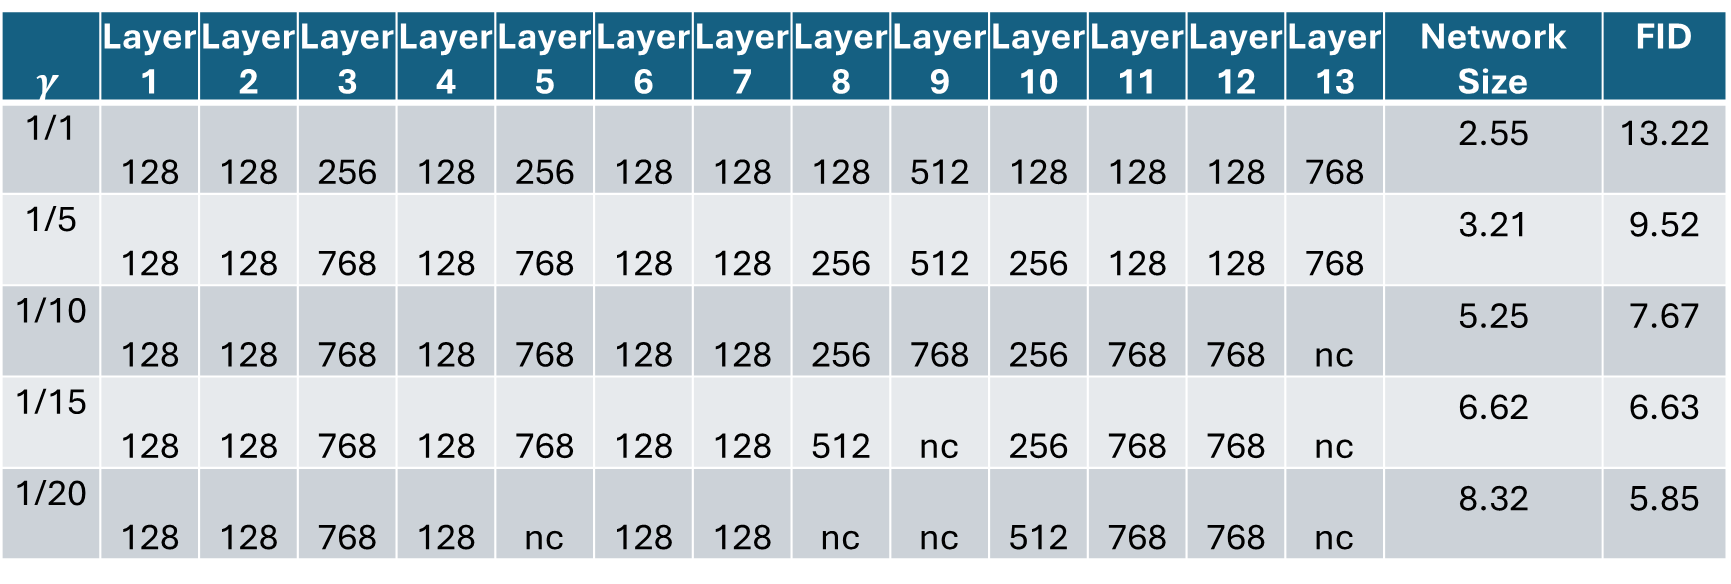 γ Layer 1 Layer 2 Layer 3 Layer 4 Layer 5 Layer 6 Layer 7 Layer 8 Layer 9 Layer 10 Layer 11 Layer 12 Layer 13 Network Size FID
1/1 128 128 256 128 256 128 128 128 512 128 128 128 768 2.55 13.22
1/5 128 128 768 128 768 128 128 256 512 256 128 128 768 3.21 9.52
1/10 128 128 768 128 768 128 128 256 768 256 768 768 nc 5.25 7.67
1/15 128 128 768 128 768 128 128 512 nc 256 768 768 nc 6.62 6.63
1/20 128 128 768 128 nc 128 128 nc nc 512 768 768 nc 8.32 5.85